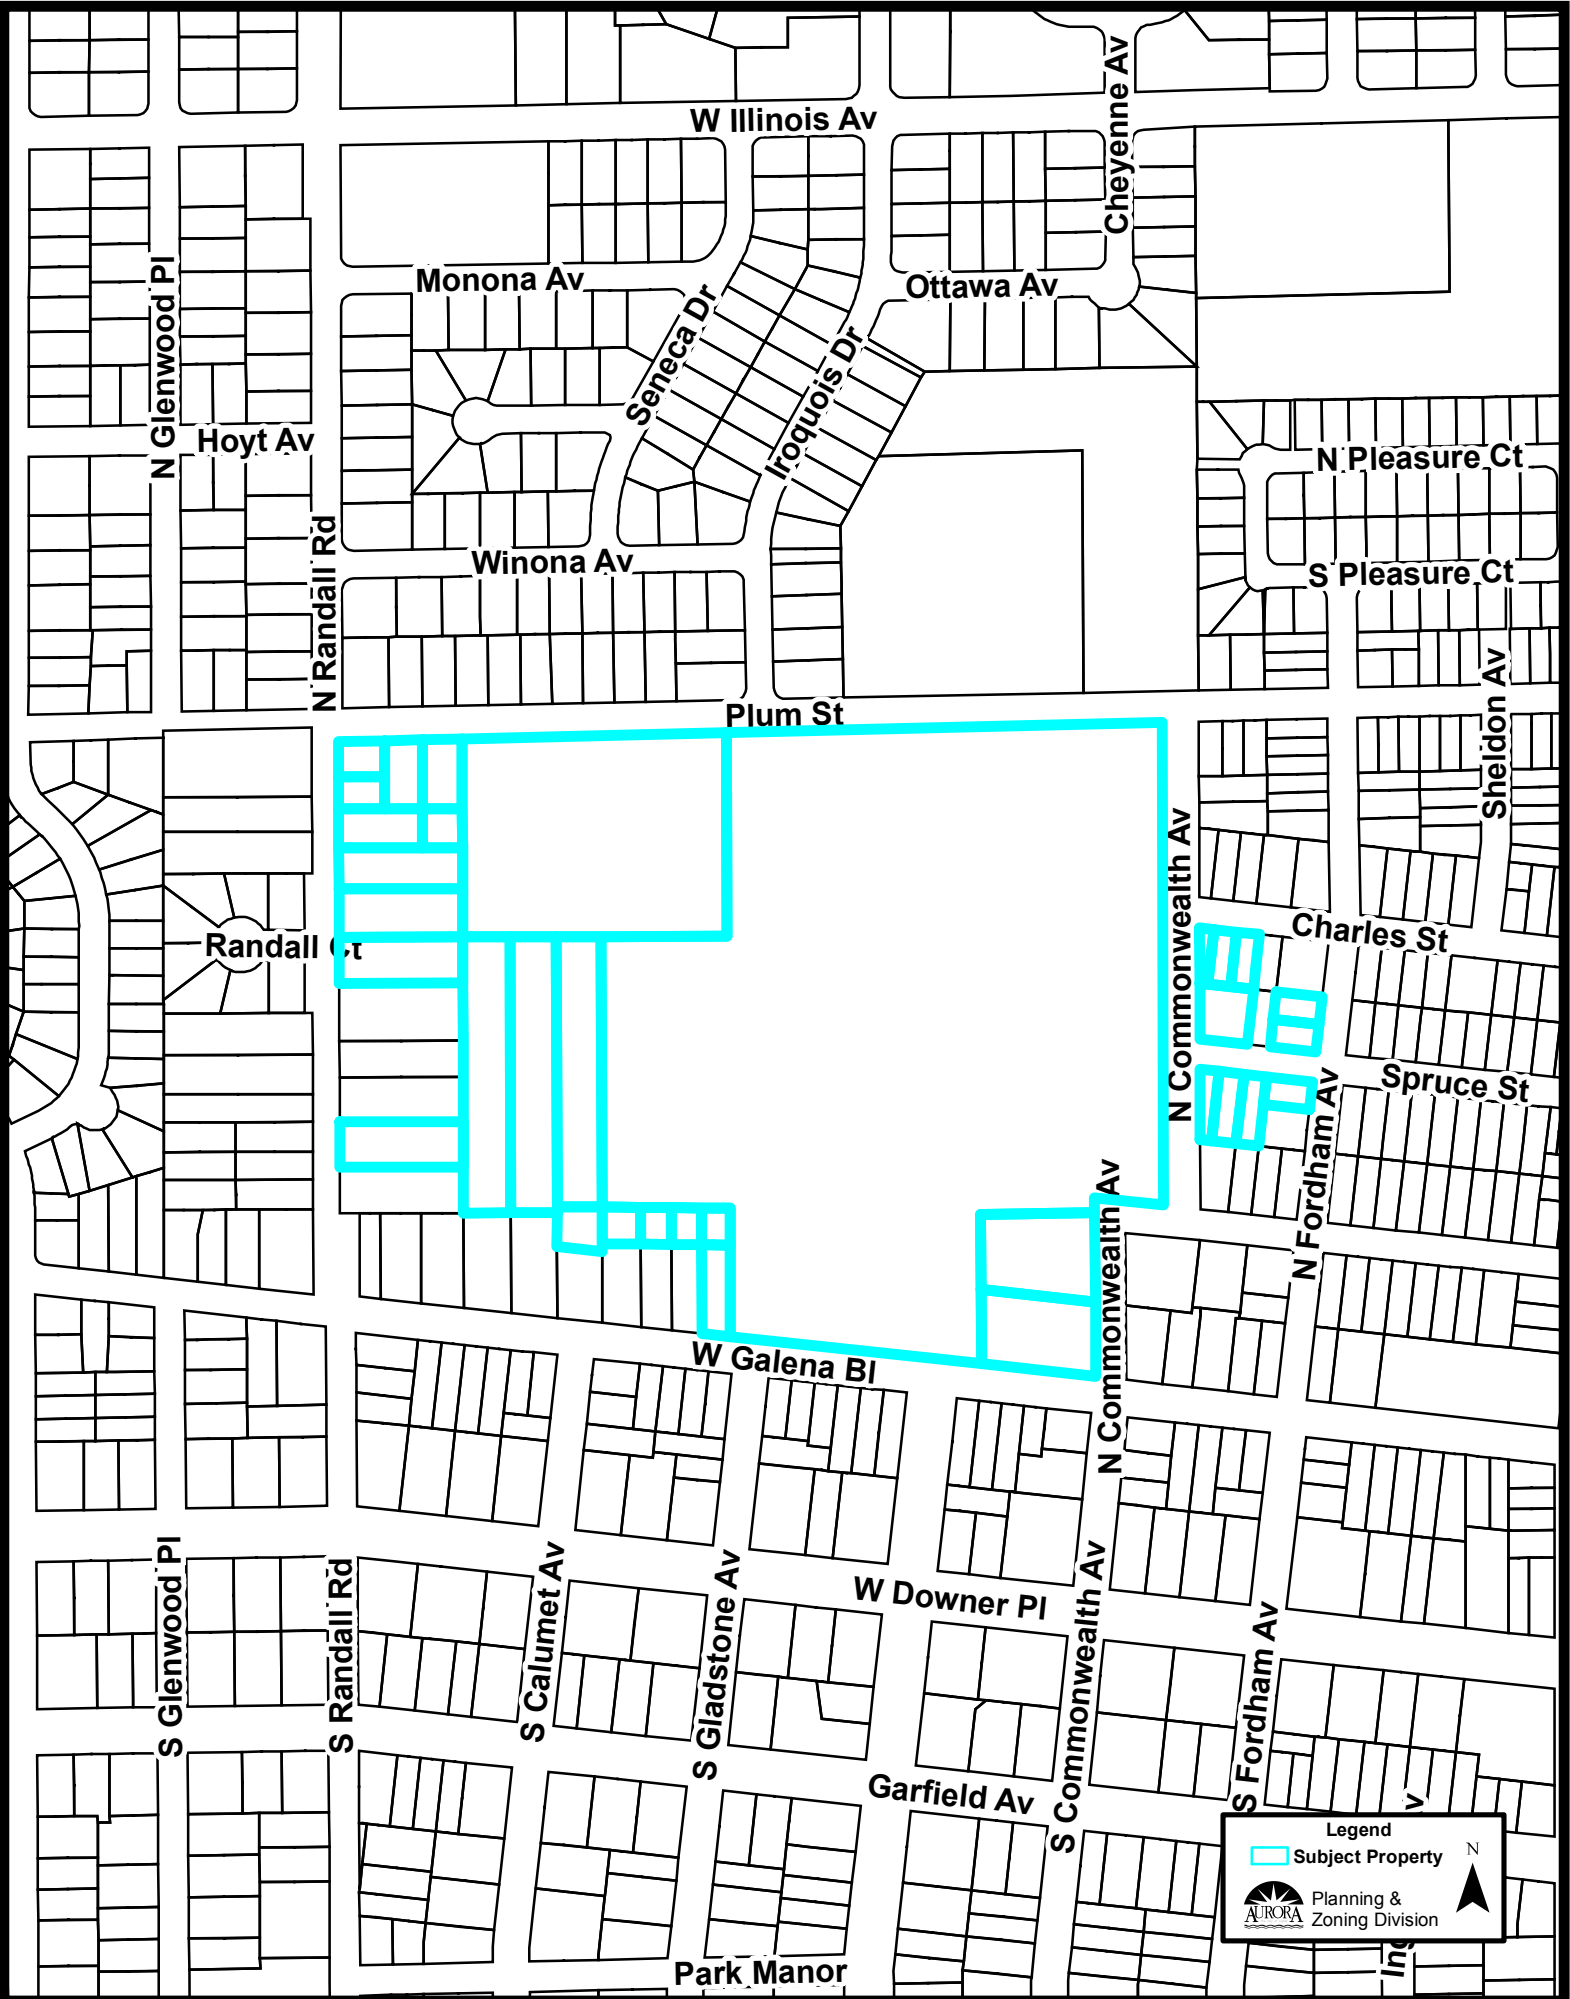 Cheyenne Av
W Illinois Av
N Glenwood Pl
Monona Av
Seneca Dr
Ottawa Av
Iroquois Dr
Hoyt Av
N Pleasure Ct
N Randall Rd
Winona Av
S Pleasure Ct
Sheldon Av
Plum St
N Commonwealth Av
Randall Ct
Charles St
Spruce St
N Fordham Av
N Commonwealth Av
W Galena Bl
S Glenwood Pl
S Randall Rd
S Calumet Av
S Gladstone Av
W Downer Pl
S Commonwealth Av
S Fordham Av
Garfield Av
Park Manor
Legend
Subject Property
N
AURORA
Planning &
Zoning Division